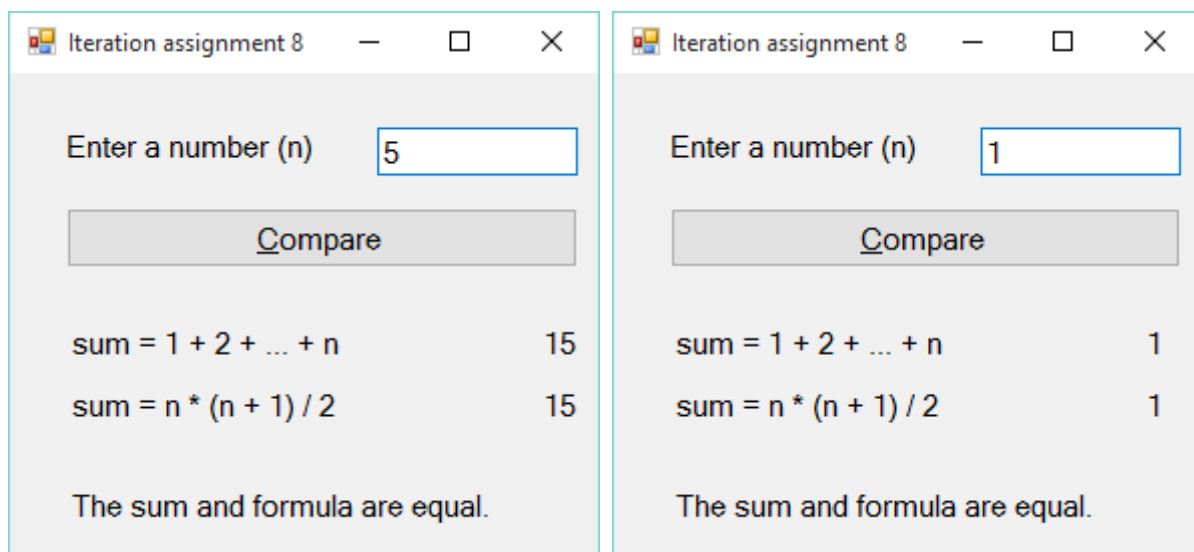 Iteration assignment 8
Enter a number (n) 5
Compare
sum = 1 + 2 + ... + n 15
sum = n * (n + 1) / 2 15
The sum and formula are equal.
Iteration assignment 8
Enter a number (n) 1
Compare
sum = 1 + 2 + ... + n 1
sum = n * (n + 1) / 2 1
The sum and formula are equal.